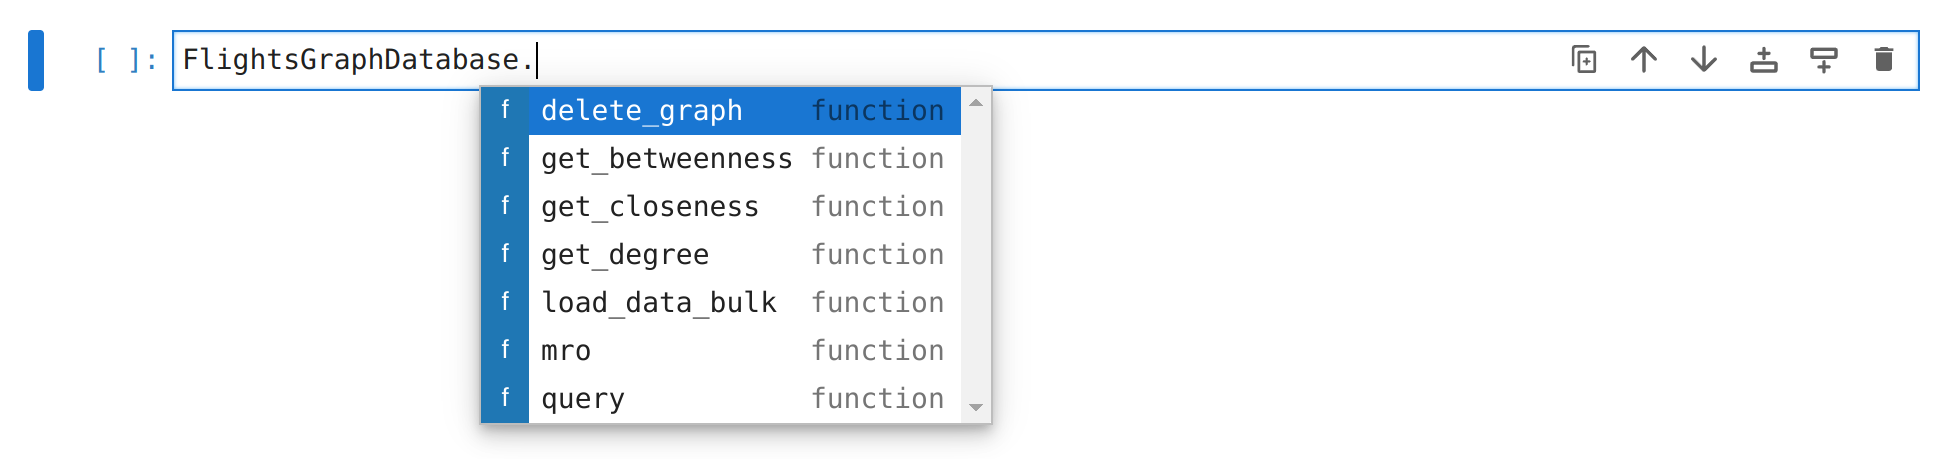 [ ]: FlightsGraphDatabase.
f delete_graph function
f get_betweenness function
f get_closeness function
f get_degree function
f load_data_bulk function
f mro function
f query function